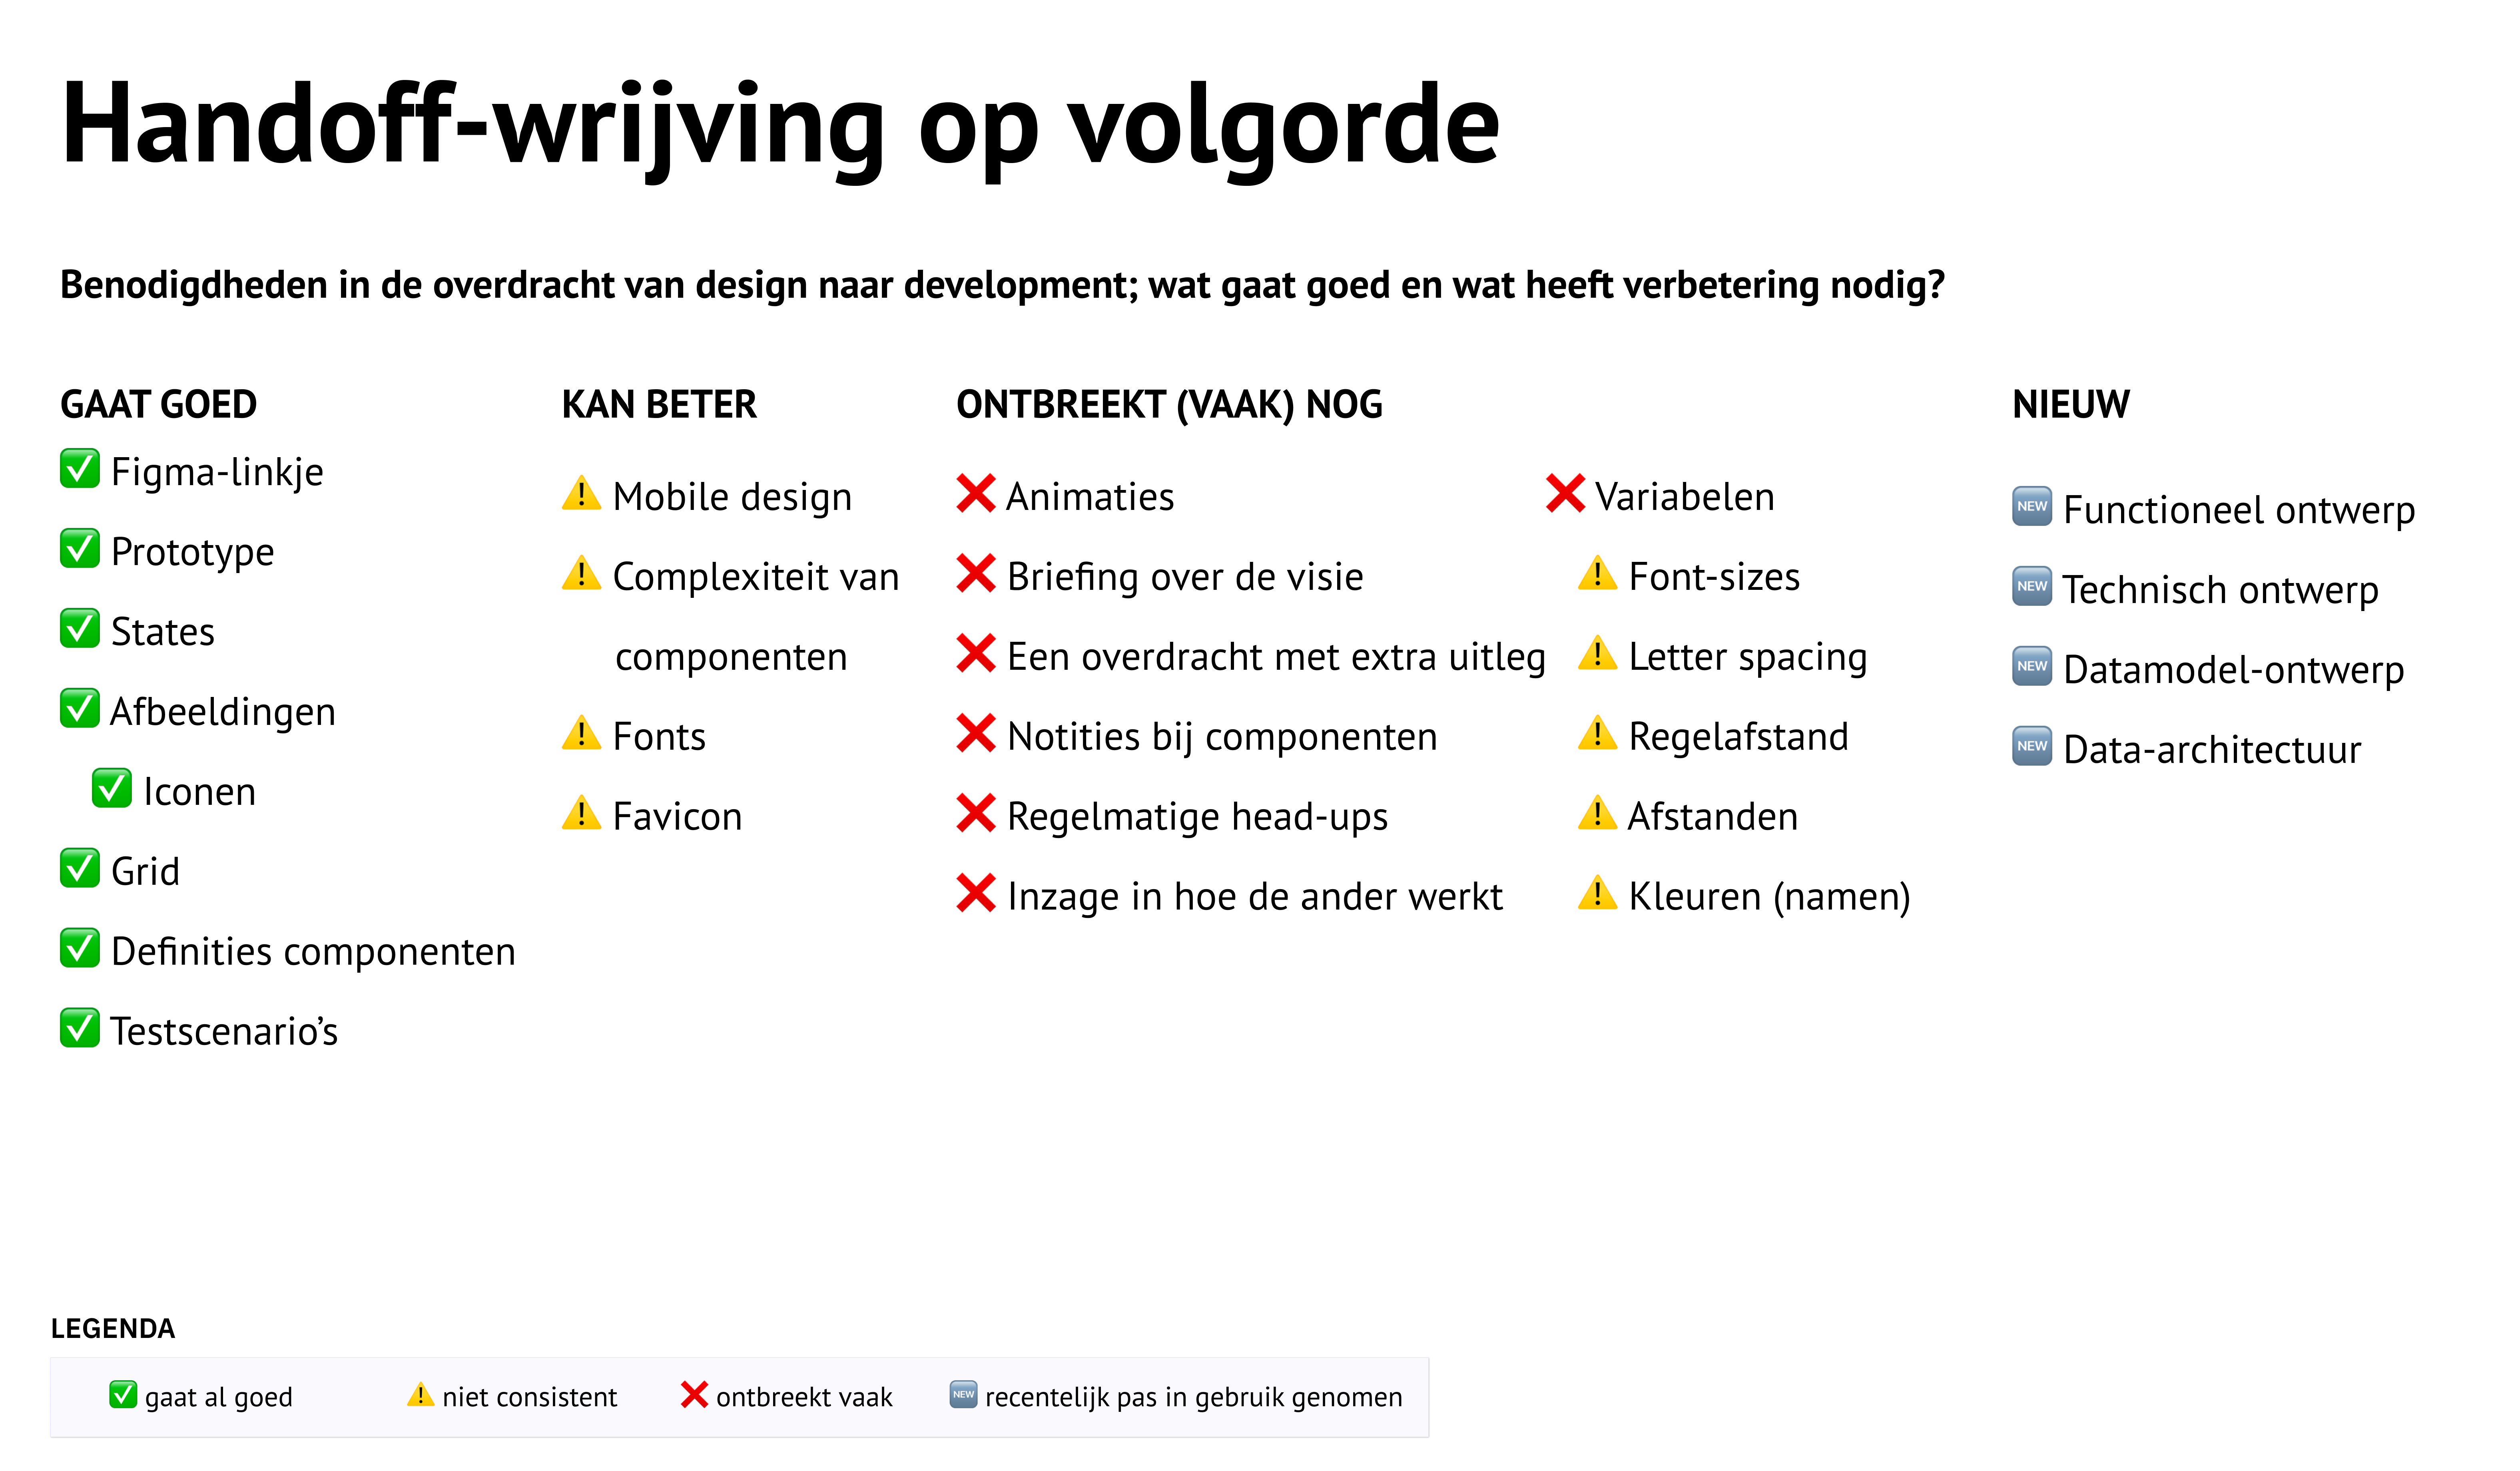 Handoff-wrijving op volgorde
Benodigdheden in de overdracht van design naar development; wat gaat goed en wat heeft verbetering nodig?
GAAT GOED
✅ Figma-linkje
✅ Prototype
✅ States
✅ Afbeeldingen
✅ Iconen
✅ Grid
✅ Definities componenten
✅ Testscenario’s
KAN BETER
⚠️ Mobile design
⚠️ Complexiteit van
componenten
⚠️ Fonts
⚠️ Favicon
ONTBREEKT (VAAK) NOG
❌ Animaties
❌ Briefing over de visie
❌ Een overdracht met extra uitleg
❌ Notities bij componenten
❌ Regelmatige head-ups
❌ Inzage in hoe de ander werkt
❌ Variabelen
⚠️ Font-sizes
⚠️ Letter spacing
⚠️ Regelafstand
⚠️ Afstanden
⚠️ Kleuren (namen)
NIEUW
🆕 Functioneel ontwerp
🆕 Technisch ontwerp
🆕 Datamodel-ontwerp
🆕 Data-architectuur
LEGENDA
✅ gaat al goed ⚠️ niet consistent ❌ ontbreekt vaak 🆕 recentelijk pas in gebruik genomen